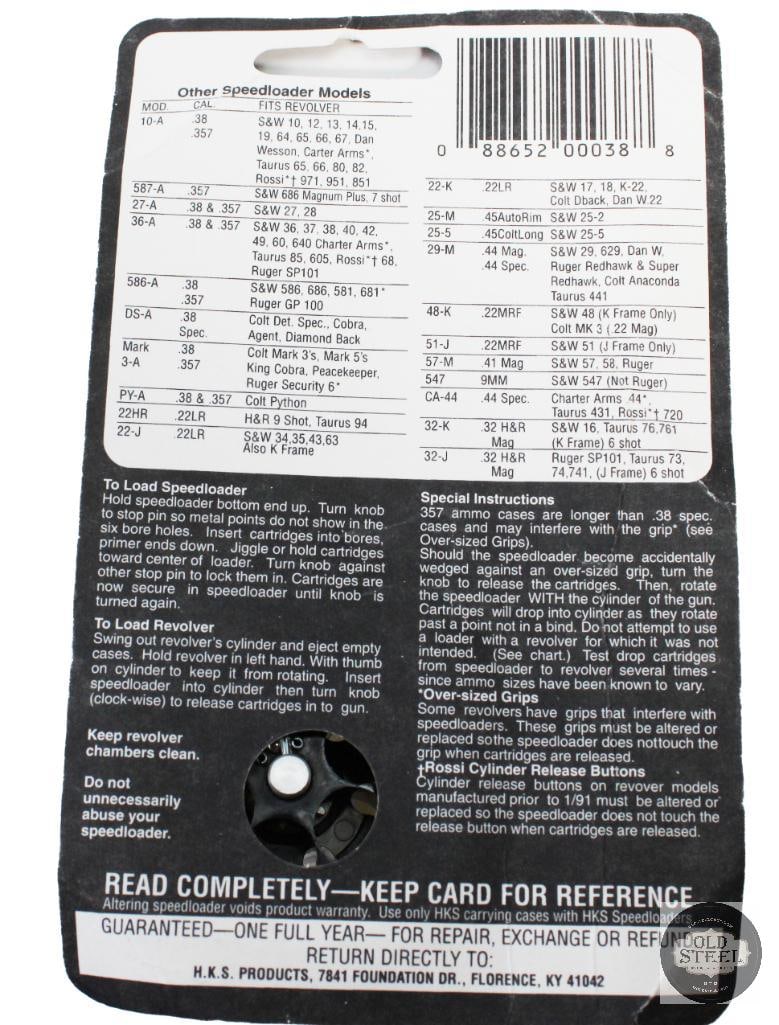 Other Speedloader Models
MOD. CAL. FITS REVOLVER
10-A .38 S&W 10, 12, 13, 14,15,
.357 19, 64, 65, 66, 67, Dan
Wesson, Carter Arms*,
Taurus 65, 66, 80, 82,
Rossi*† 971, 951, 851
587-A .357 S&W 686 Magnum Plus, 7 shot
27-A .38 & .357 S&W 27, 28
36-A .38 & .357 S&W 36, 37, 38, 40, 42,
49, 60, 640 Charter Arms*,
Taurus 85, 605, Rossi*† 68,
Ruger SP101
586-A .38 S&W 586, 686, 581, 681*
.357 Ruger GP 100
DS-A .38 Colt Det. Spec., Cobra,
Spec. Agent, Diamond Back
Mark .38 Colt Mark 3's, Mark 5's
3-A .357 King Cobra, Peacekeeper,
Ruger Security 6*
PY-A .38 & .357 Colt Python
22HR .22LR H&R 9 Shot, Taurus 94
22-J .22LR S&W 34,35,43,63
Also K Frame
0 88652 00038 8
22-K .22LR S&W 17, 18, K-22,
Colt Dback, Dan W.22
25-M .45AutoRim S&W 25-2
25-5 .45ColtLong S&W 25-5
29-M .44 Mag. S&W 29, 629, Dan W,
.44 Spec. Ruger Redhawk & Super
Redhawk, Colt Anaconda
Taurus 441
48-K .22MRF S&W 48 (K Frame Only)
Colt MK 3 (.22 Mag)
51-J .22MRF S&W 51 (J Frame Only)
57-M .41 Mag S&W 57, 58, Ruger
547 9MM S&W 547 (Not Ruger)
CA-44 .44 Spec. Charter Arms .44*,
Taurus 431, Rossi*† 720
32-K .32 H&R S&W 16, Taurus 76,761
Mag (K Frame) 6 shot
32-J .32 H&R Ruger SP101, Taurus 73,
Mag 74,741, (J Frame) 6 shot
To Load Speedloader
Hold speedloader bottom end up. Turn knob
to stop pin so metal points do not show in the
six bore holes. Insert cartridges into bores,
primer ends down. Jiggle or hold cartridges
toward center of loader. Turn knob against
other stop pin to lock them in. Cartridges are
now secure in speedloader until knob is
turned again.
To Load Revolver
Swing out revolver's cylinder and eject empty
cases. Hold revolver in left hand. With thumb
on cylinder to keep it from rotating. Insert
speedloader into cylinder then turn knob
(clock-wise) to release cartridges in to gun.
Keep revolver
chambers clean.
Do not
unnecessarily
abuse your
speedloader.
Special Instructions
357 ammo cases are longer than .38 spec.
cases and may interfere with the grip* (see
Over-sized Grips).
Should the speedloader become accidentally
wedged against an over-sized grip, turn the
knob to release the cartridges. Then, rotate
the speedloader WITH the cylinder of the gun.
Cartridges will drop into cylinder as they rotate
past a point not in a bind. Do not attempt to use
a loader with a revolver for which it was not
intended. (See chart.) Test drop cartridges
from speedloader to revolver several times -
since ammo sizes have been known to vary.
*Over-sized Grips
Some revolvers have grips that interfere with
speedloaders. These grips must be altered or
replaced sothe speedloader does nottouch the
grip when cartridges are released.
†Rossi Cylinder Release Buttons
Cylinder release buttons on revover models
manufactured prior to 1/91 must be altered or
replaced so the speedloader does not touch the
release button when cartridges are released.
READ COMPLETELY—KEEP CARD FOR REFERENCE
Altering speedloader voids product warranty. Use only HKS carrying cases with HKS Speedloaders
GUARANTEED—ONE FULL YEAR— FOR REPAIR, EXCHANGE OR REFUND
RETURN DIRECTLY TO:
H.K.S. PRODUCTS, 7841 FOUNDATION DR., FLORENCE, KY 41042
OLD
STEEL